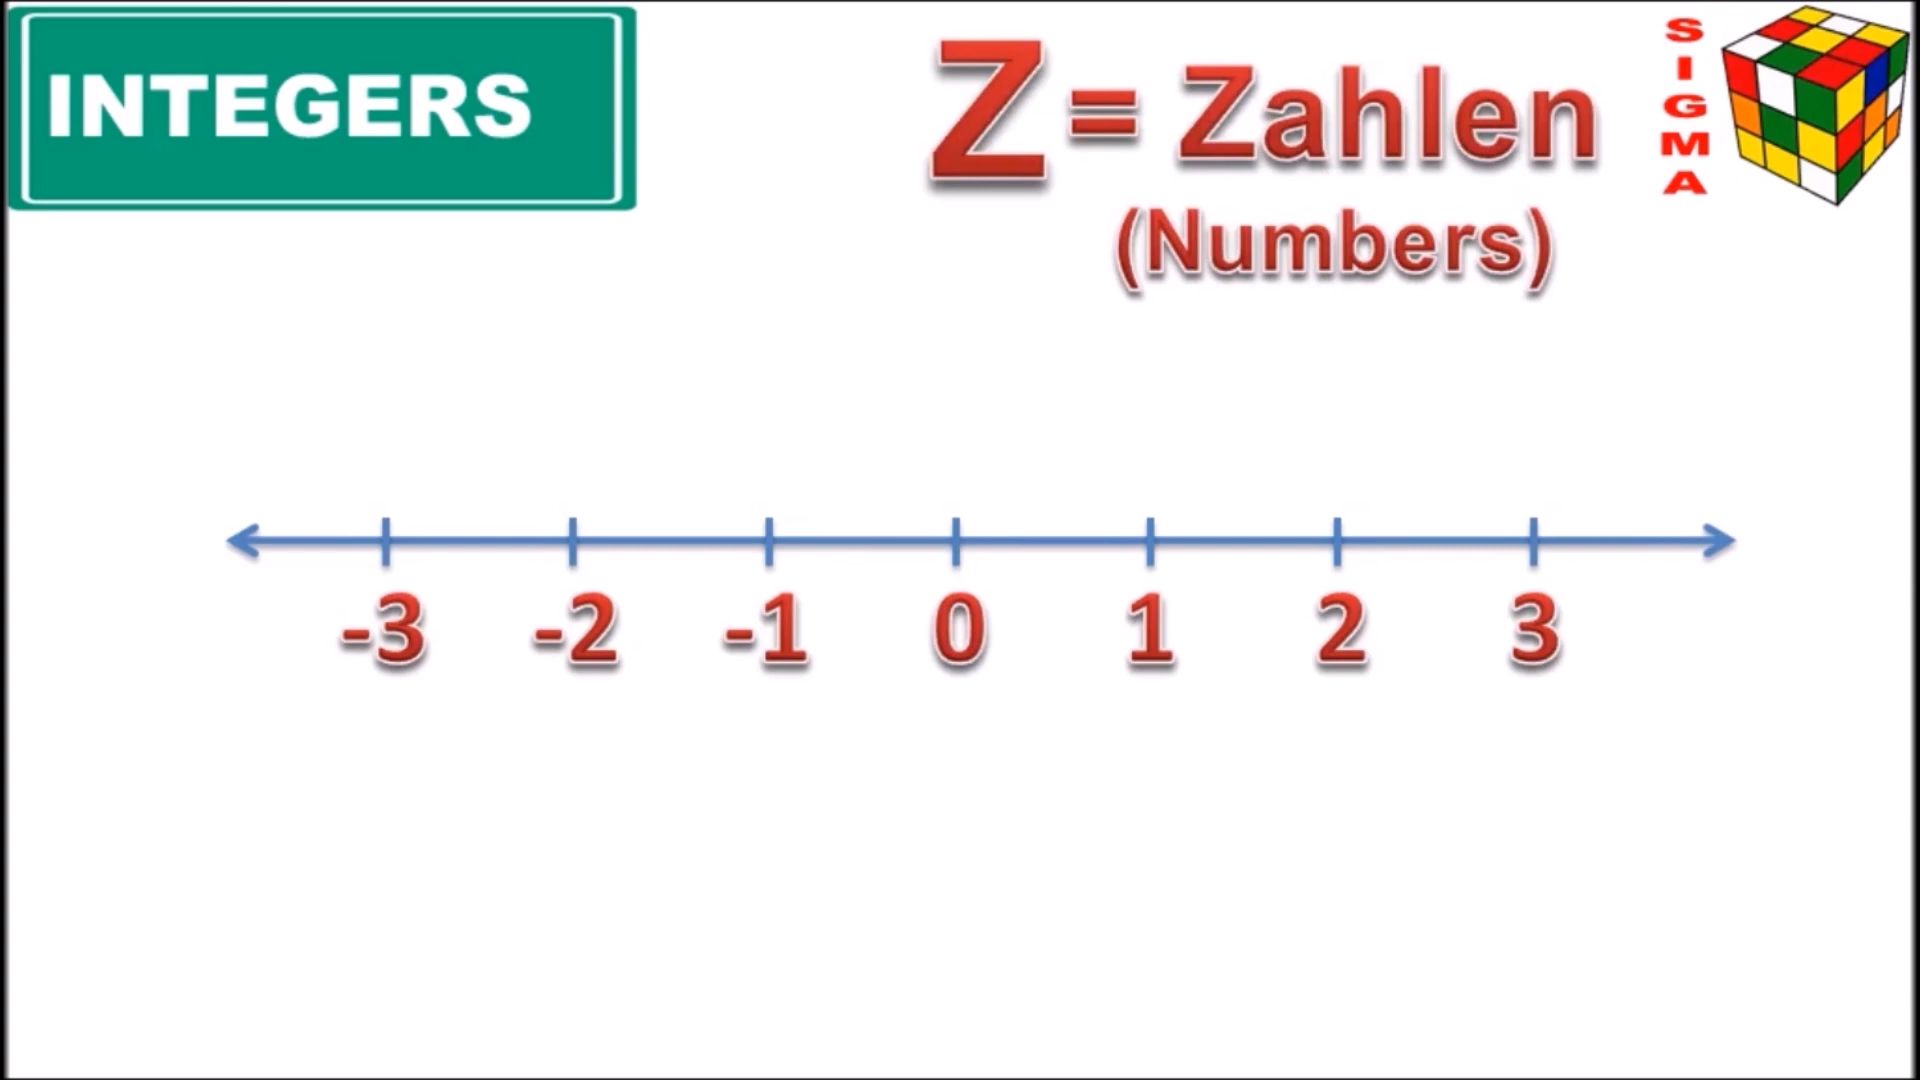 INTEGERS
Z = Zahlen
(Numbers)
SIGMA
-3 -2 -1 0 1 2 3